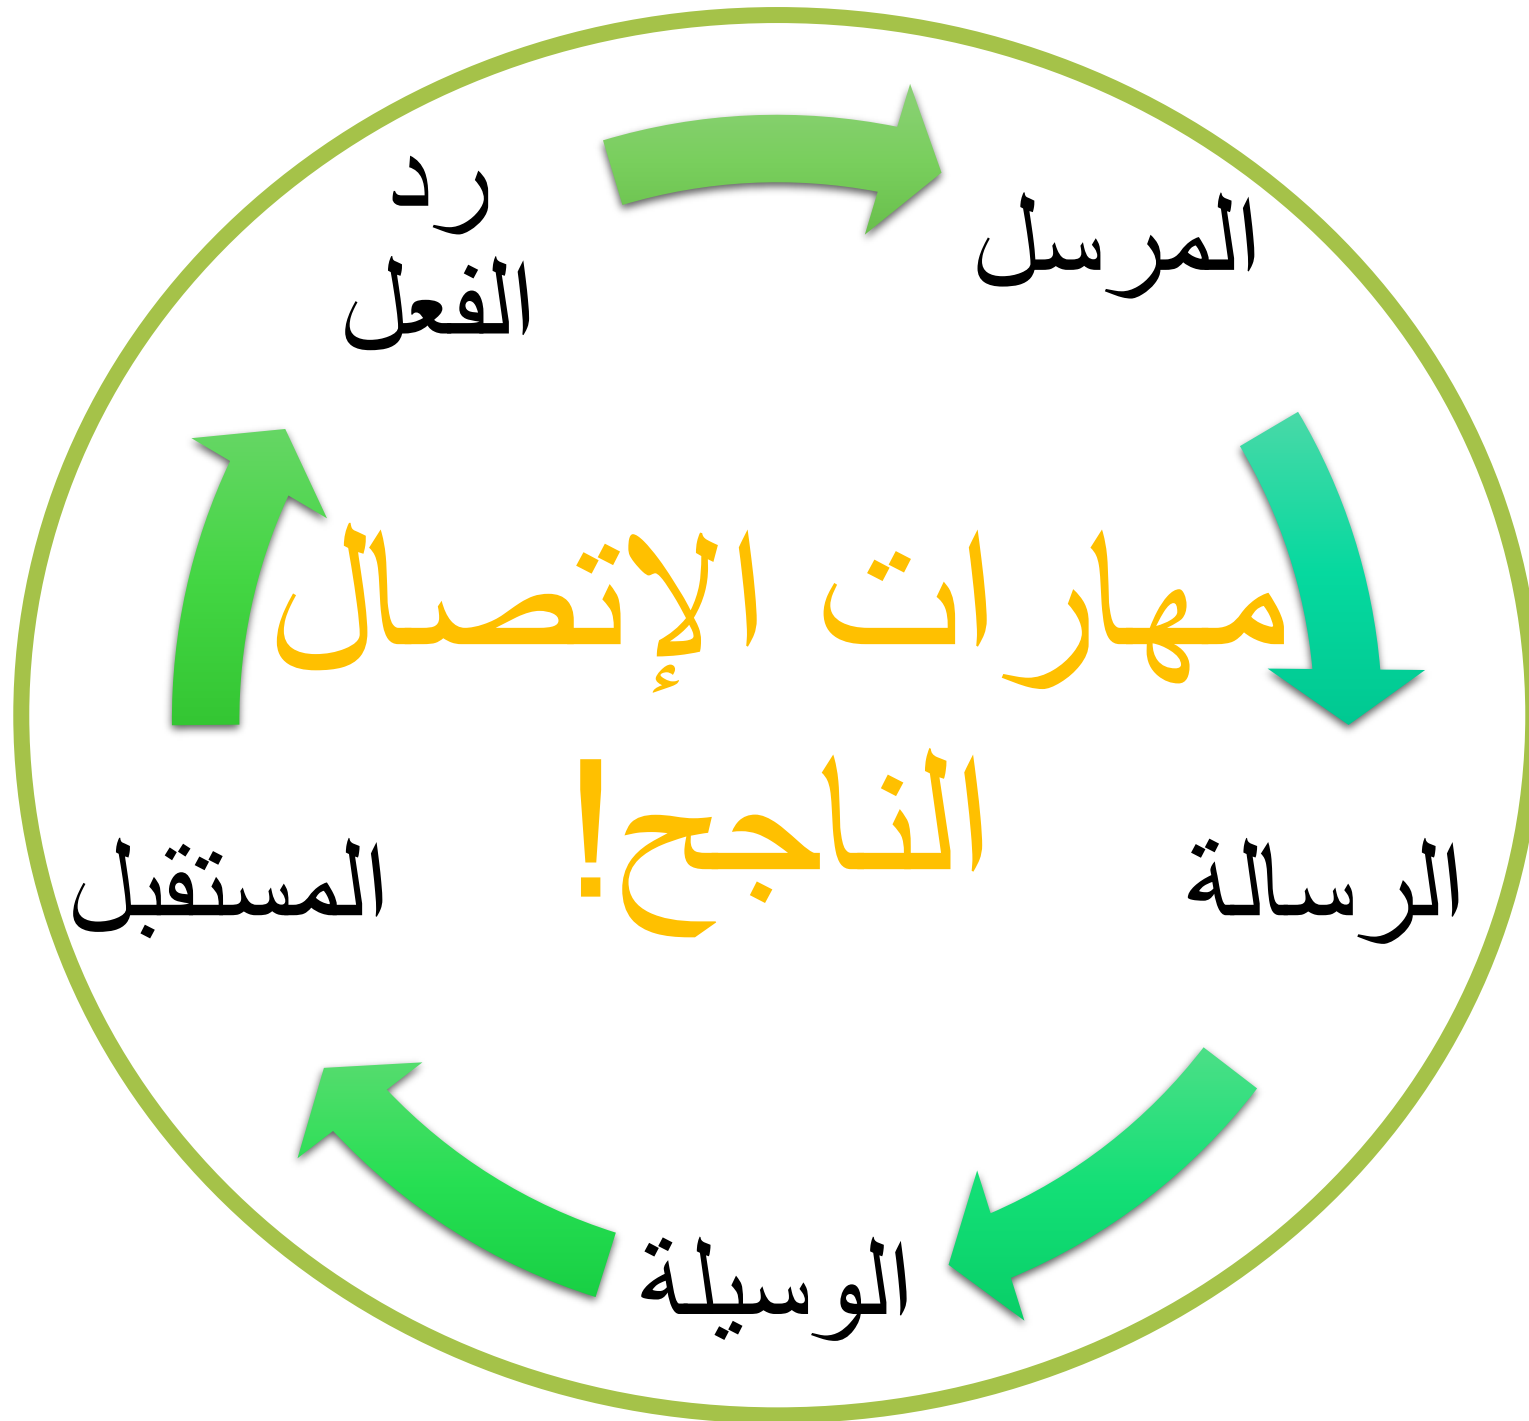 المرسل
الرسالة
الوسيلة
المستقبل
رد
الفعل
مهارات الإتصال
الناجح!